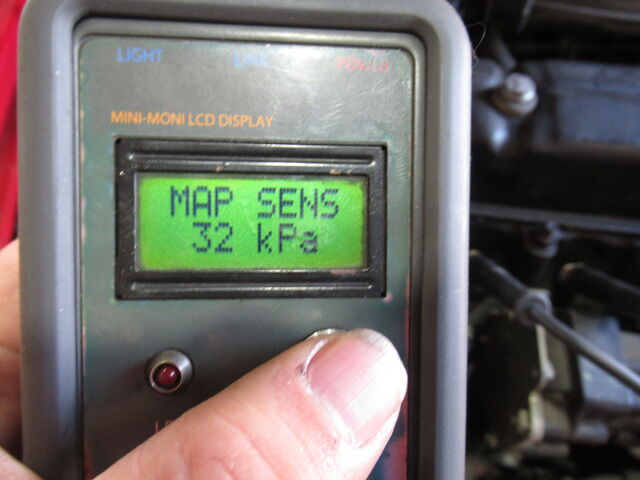 LIGHT LINK POWER
MINI-MONI LCD DISPLAY
MAP SENS
32 kPa